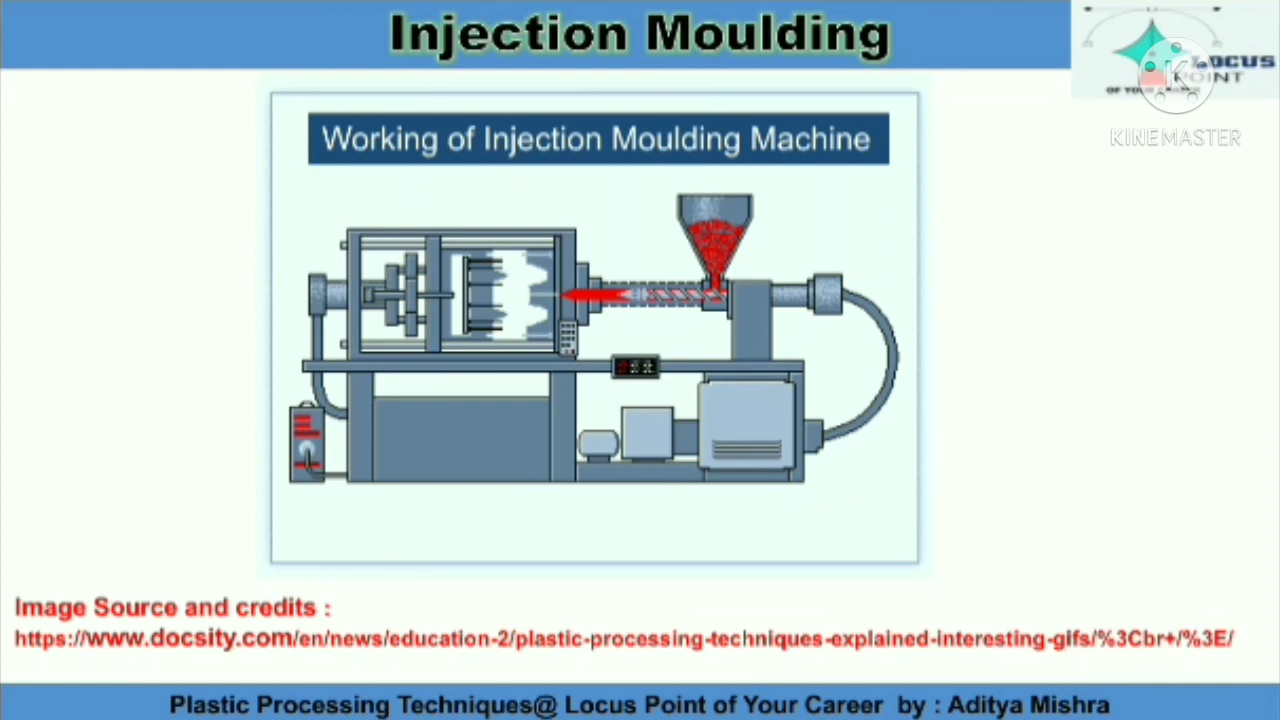 Injection Moulding
LOCUS
POINT
KINEMASTER
Working of Injection Moulding Machine
Image Source and credits :
https://www.docsity.com/en/news/education-2/plastic-processing-techniques-explained-interesting-gifs/%3Cbr+/%3E/
Plastic Processing Techniques@ Locus Point of Your Career by : Aditya Mishra